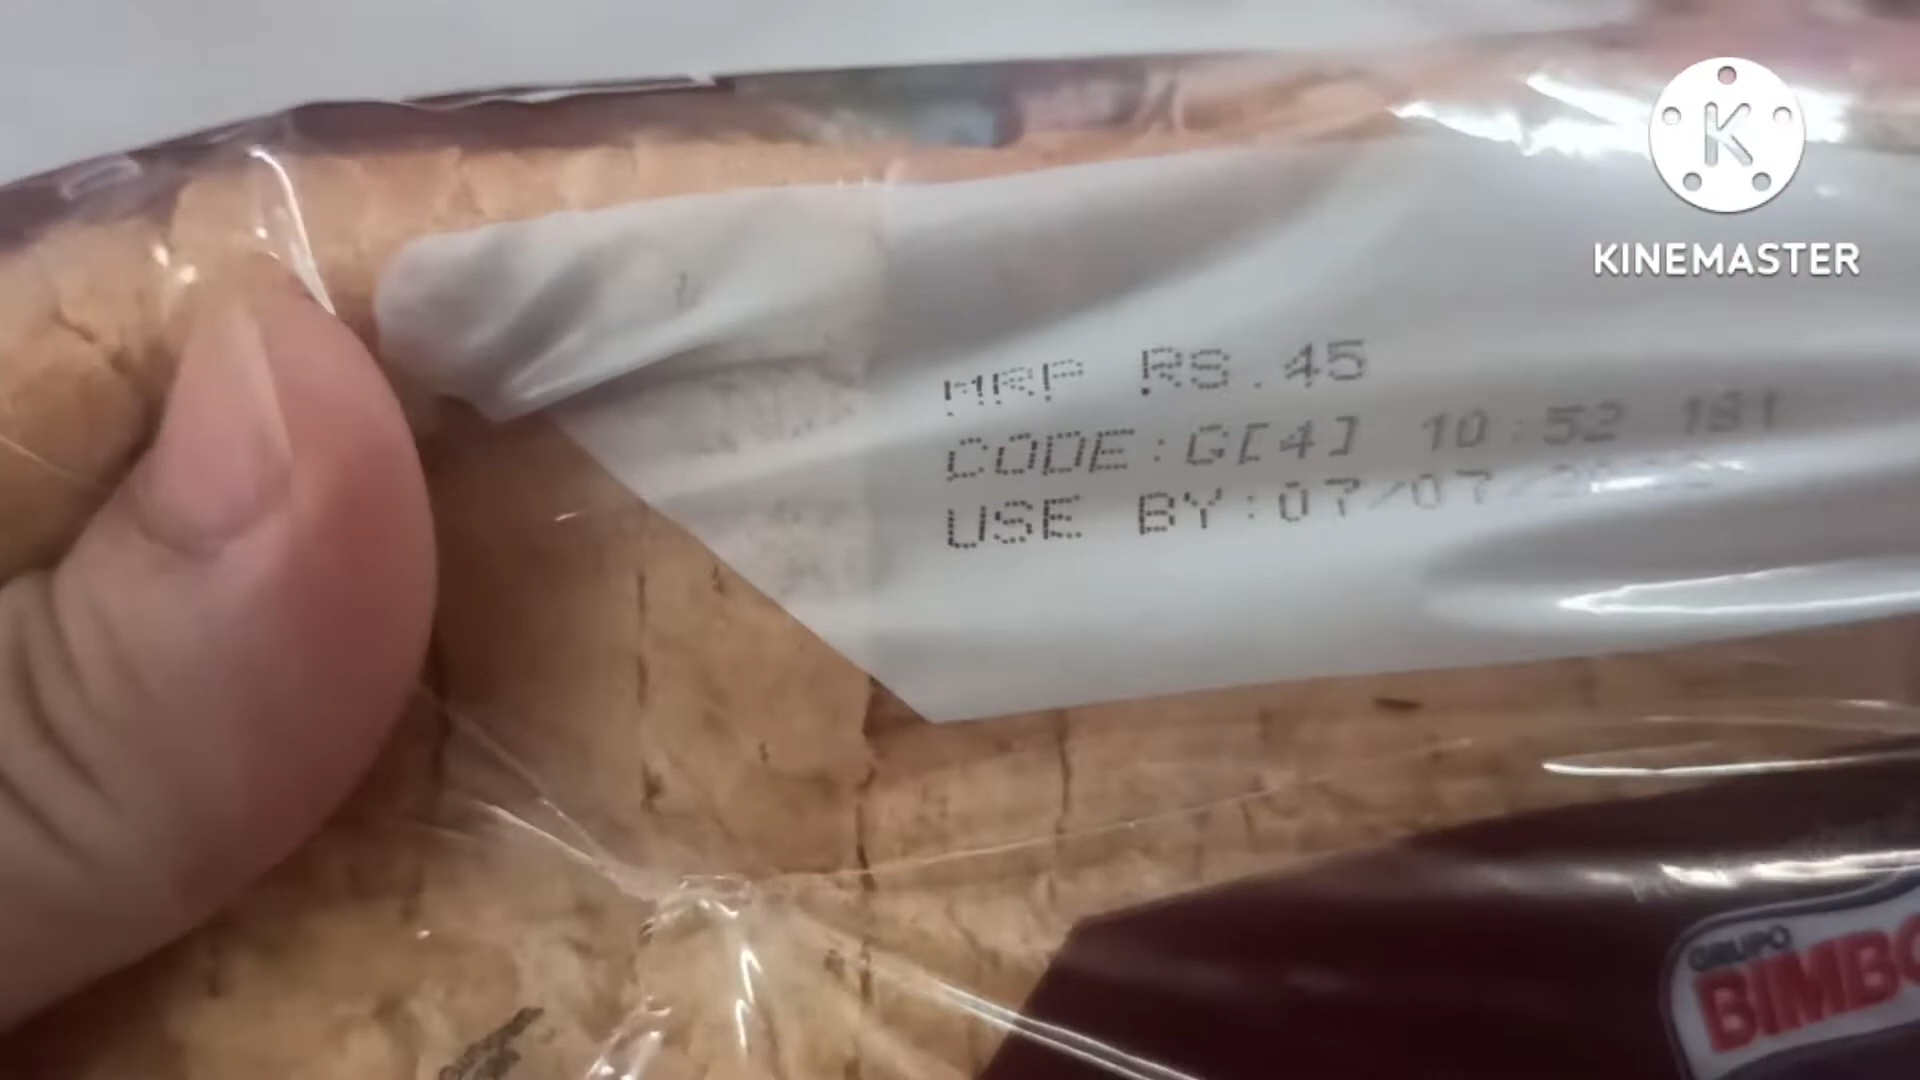 K
KINEMASTER
MRP RS.45
CODE:G[4] 10:52 181
USE BY:07/07
GRUPO
BIMBO